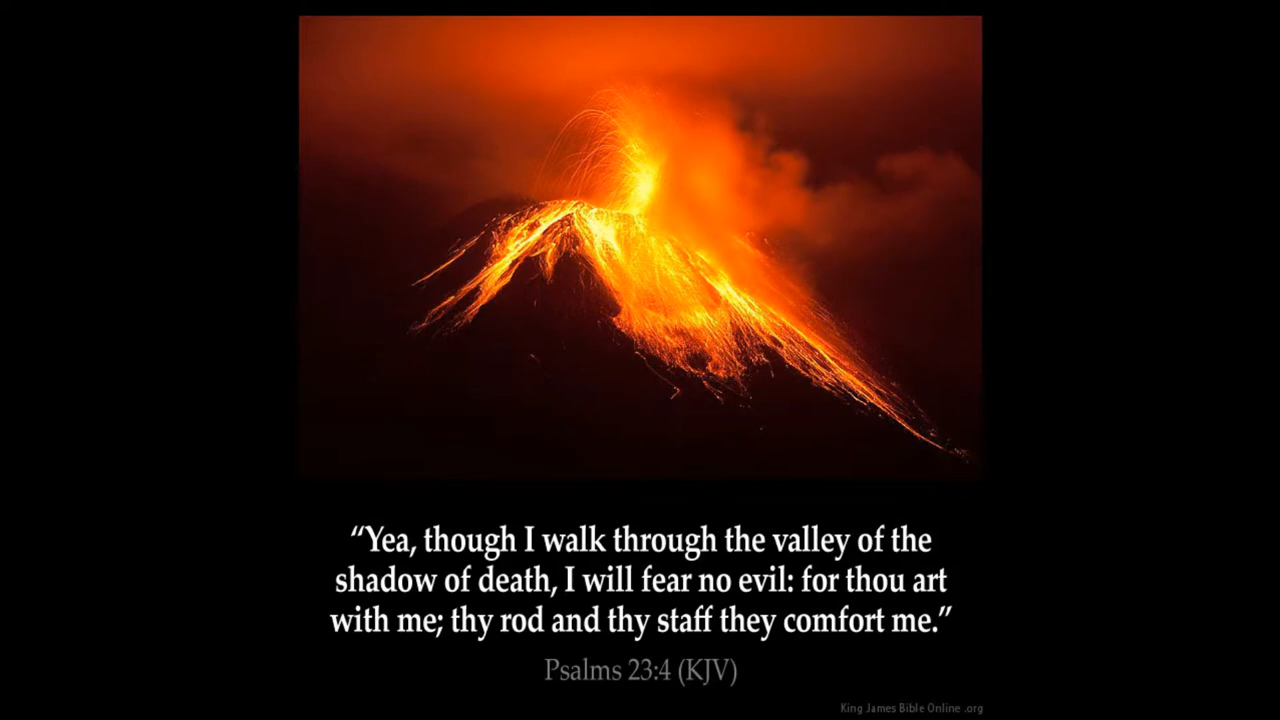 “Yea, though I walk through the valley of the
shadow of death, I will fear no evil: for thou art
with me; thy rod and thy staff they comfort me.”
Psalms 23:4 (KJV)
King James Bible Online .org